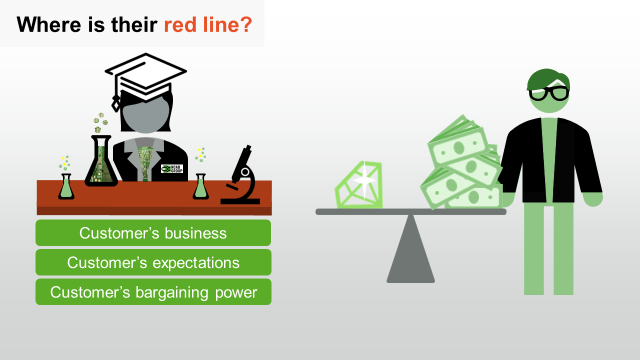 Where is their red line?
Customer's business
Customer's expectations
Customer's bargaining power